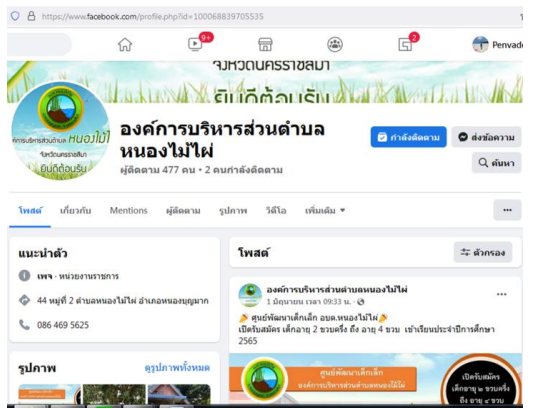 https://www.facebook.com/profile.php?id=100068839705535
9+
2
Penvade
จังหวัดนครราชสีมา
ยินดีต้อนรับ
องค์การบริหารส่วนตำบล หนองไม้ไผ่
จังหวัดนครราชสีมา
ยินดีต้อนรับ
องค์การบริหารส่วนตำบล
หนองไม้ไผ่
ผู้ติดตาม 477 คน • 2 คนกำลังติดตาม
กำลังติดตาม
ส่งข้อความ
ค้นหา
โพสต์ เกี่ยวกับ Mentions ผู้ติดตาม รูปภาพ วิดีโอ เพิ่มเติม
แนะนำตัว
เพจ · หน่วยงานราชการ
44 หมู่ที่ 2 ตำบลหนองไม้ไผ่ อำเภอหนองบุญมาก
086 469 5625
รูปภาพ
ดูรูปภาพทั้งหมด
โพสต์
ตัวกรอง
องค์การบริหารส่วนตำบลหนองไม้ไผ่
1 มิถุนายน เวลา 09:33 น.
ศูนย์พัฒนาเด็กเล็ก อบต.หนองไม้ไผ่
เปิดรับสมัคร เด็กอายุ 2 ขวบครึ่ง ถึง อายุ 4 ขวบ เข้าเรียนประจำปีการศึกษา
2565
ศูนย์พัฒนาเด็กเล็ก
องค์การบริหารส่วนตำบลหนองไม้ไผ่
เปิดรับสมัคร
เด็กอายุ ๒ ขวบครึ่ง
ถึง อายุ ๔ ขวบ